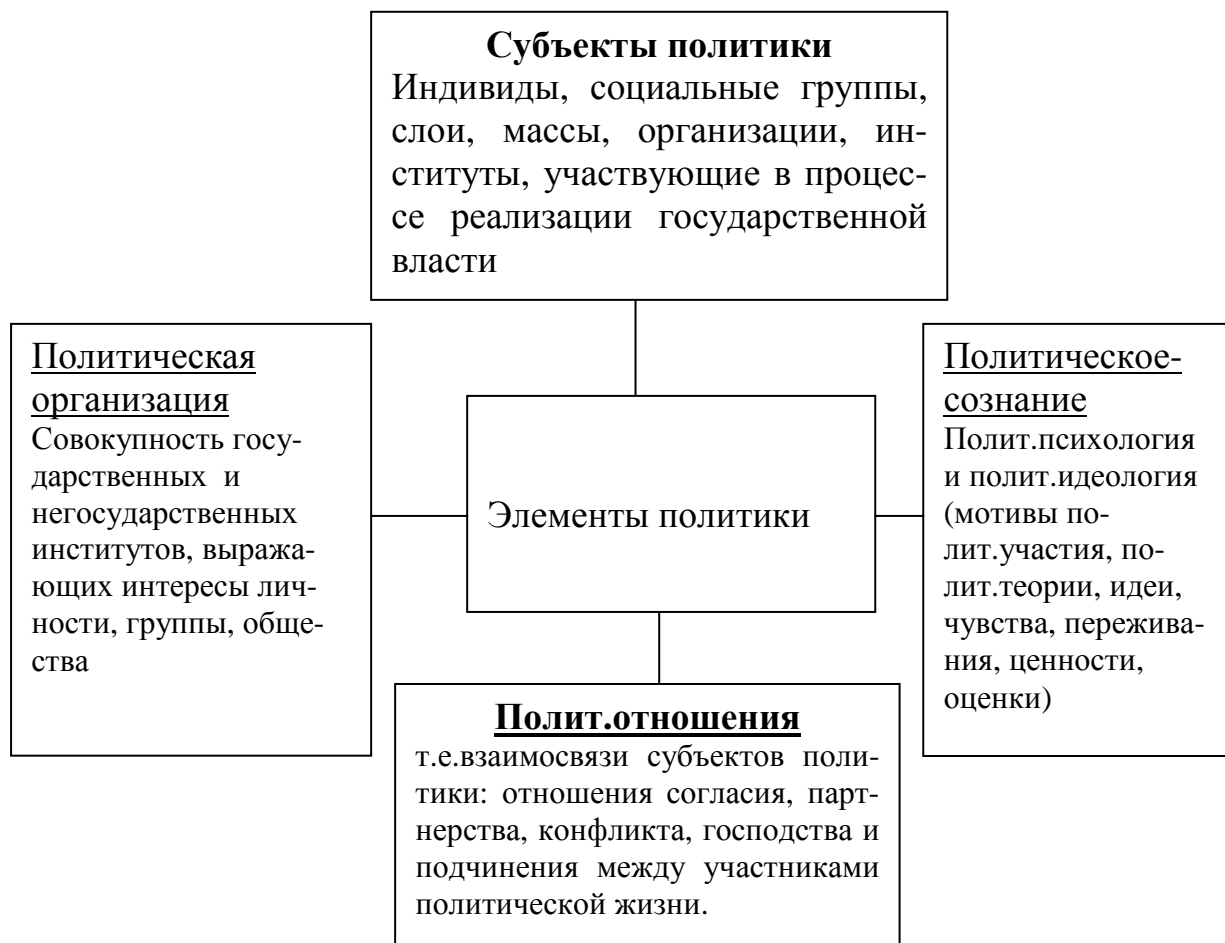 Субъекты политики
Индивиды, социальные группы,
слои, массы, организации, ин-
ституты, участвующие в процес-
се реализации государственной
власти
Политическая
организация
Совокупность госу-
дарственных и
негосударственных
институтов, выража-
ющих интересы лич-
ности, группы, обще-
ства
Элементы политики
Политическое-
сознание
Полит.психология
и полит.идеология
(мотивы по-
лит.участия, по-
лит.теории, идеи,
чувства, пережива-
ния, ценности,
оценки)
Полит.отношения
т.е.взаимосвязи субъектов поли-
тики: отношения согласия, парт-
нерства, конфликта, господства и
подчинения между участниками
политической жизни.